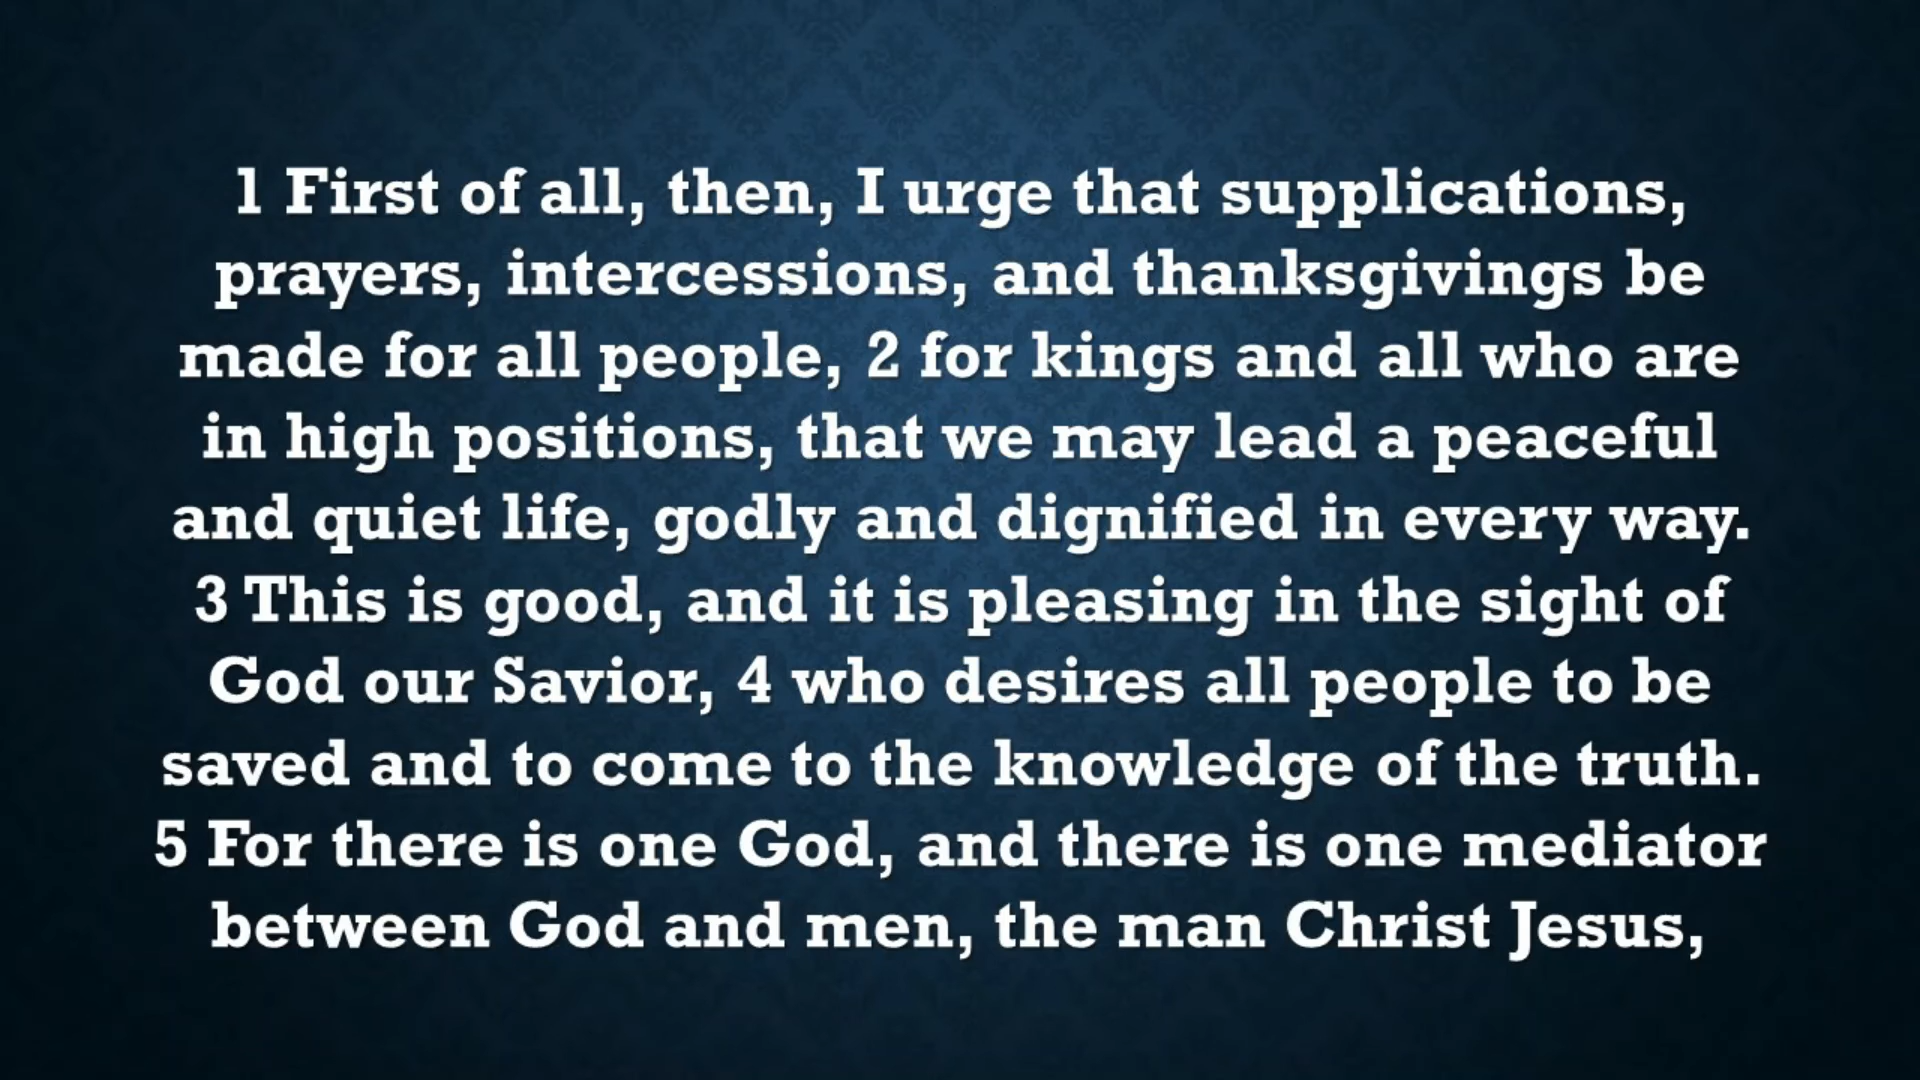 1 First of all, then, I urge that supplications,
prayers, intercessions, and thanksgivings be
made for all people, 2 for kings and all who are
in high positions, that we may lead a peaceful
and quiet life, godly and dignified in every way.
3 This is good, and it is pleasing in the sight of
God our Savior, 4 who desires all people to be
saved and to come to the knowledge of the truth.
5 For there is one God, and there is one mediator
between God and men, the man Christ Jesus,